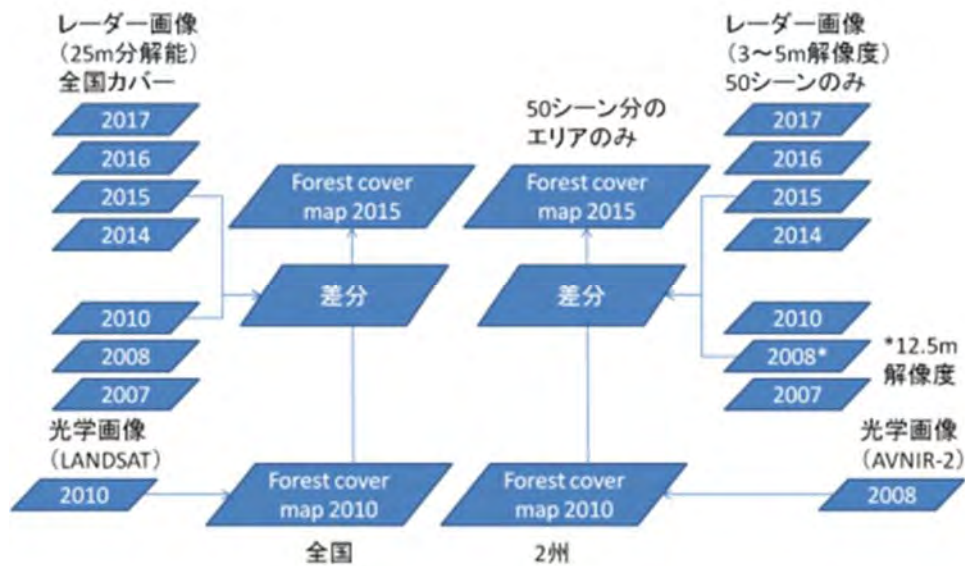 レーダー画像
（25m分解能）
全国カバー
2017
2016
2015
2014
2010
2008
2007
光学画像
（LANDSAT）
2010
Forest cover
map 2015
差分
Forest cover
map 2010
全国
50シーン分の
エリアのみ
Forest cover
map 2015
差分
Forest cover
map 2010
2州
レーダー画像
（3～5m解像度）
50シーンのみ
2017
2016
2015
2014
2010
2008*
2007
*12.5m
解像度
光学画像
（AVNIR-2）
2008